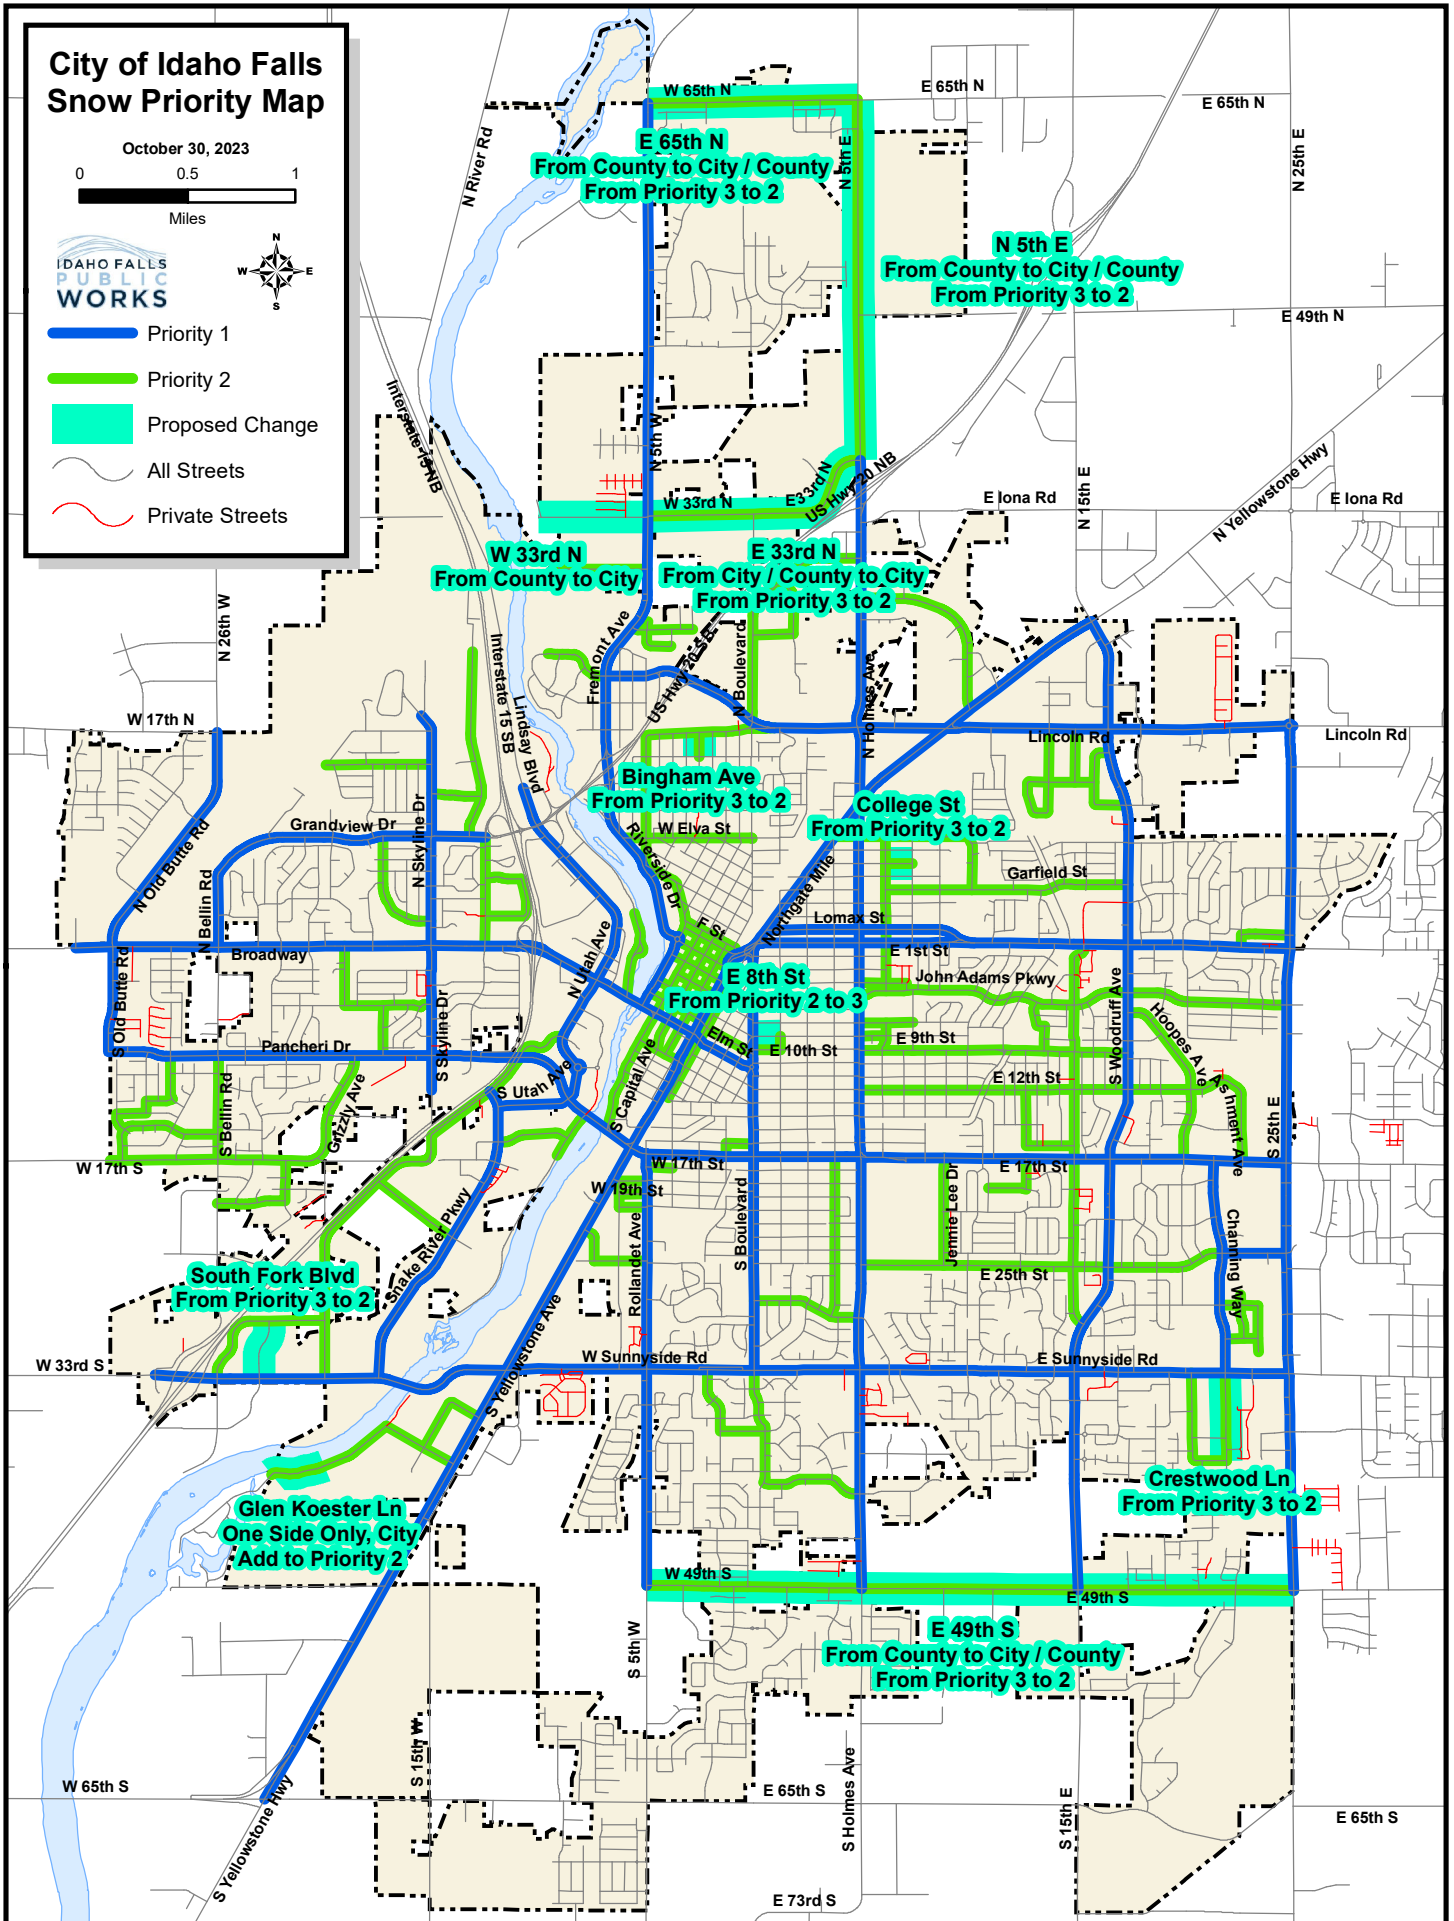 City of Idaho Falls
Snow Priority Map
October 30, 2023
0 0.5 1
Miles
IDAHO FALLS
PUBLIC
WORKS
N
W E
S
Priority 1
Priority 2
Proposed Change
All Streets
Private Streets
W 65th N
E 65th N
E 65th N
N River Rd
N 5th E
N 25th E
E 65th N
From County to City / County
From Priority 3 to 2
N 5th E
From County to City / County
From Priority 3 to 2
E 49th N
Interstate 15 NB
N 5th W
W 33rd N
E 33rd N
US Hwy 20 NB
E Iona Rd
N 15th E
N Yellowstone Hwy
E Iona Rd
W 33rd N
From County to City
E 33rd N
From City / County to City
From Priority 3 to 2
N 26th W
Fremont Ave
US Hwy 20 SB
N Boulevard
N Holmes Ave
Interstate 15 SB
Lindsay Blvd
W 17th N
Lincoln Rd
Lincoln Rd
Bingham Ave
From Priority 3 to 2
College St
From Priority 3 to 2
N Old Butte Rd
Grandview Dr
N Skyline Dr
W Elva St
Riverside Dr
Northgate Mile
Garfield St
N Bellin Rd
Lomax St
F St
Broadway
N Utah Ave
E 1st St
S Old Butte Rd
E 8th St
From Priority 2 to 3
John Adams Pkwy
S Woodruff Ave
Hoopes Ave
S Skyline Dr
Pancheri Dr
Elm St
E 10th St
E 9th St
S Utah Ave
S Capital Ave
E 12th St
Ashment Ave
S 25th E
S Bellin Rd
Grizzly Ave
W 17th S
W 17th St
E 17th St
W 19th St
Snake River Pkwy
Rollandet Ave
S Boulevard
Jennie Lee Dr
Channing Way
E 25th St
South Fork Blvd
From Priority 3 to 2
S Yellowstone Ave
W 33rd S
W Sunnyside Rd
E Sunnyside Rd
Glen Koester Ln
One Side Only, City
Add to Priority 2
Crestwood Ln
From Priority 3 to 2
W 49th S
E 49th S
E 49th S
From County to City / County
From Priority 3 to 2
S 5th W
S 15th W
S Holmes Ave
S 15th E
W 65th S
E 65th S
E 65th S
S Yellowstone Hwy
E 73rd S